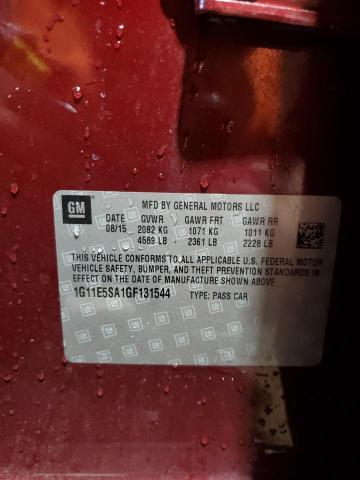 GM
MFD BY GENERAL MOTORS LLC
DATE GVWR GAWR FRT GAWR RR
08/15 2082 KG 1071 KG 1011 KG
4589 LB 2361 LB 2228 LB
THIS VEHICLE CONFORMS TO ALL APPLICABLE U.S. FEDERAL MOTOR
VEHICLE SAFETY, BUMPER, AND THEFT PREVENTION STANDARDS
IN EFFECT ON THE DATE OF MANUFACTURE SHOWN ABOVE.
1G11E5SA1GF131544 TYPE: PASS CAR